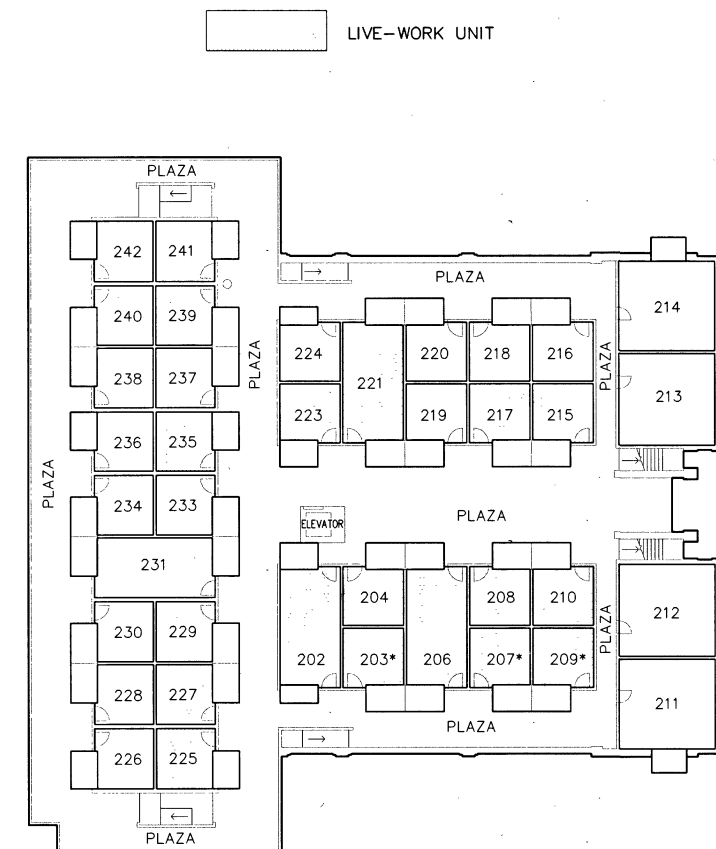 LIVE-WORK UNIT
PLAZA
242 241
PLAZA
214
240 239
224 220 218 216
PLAZA
PLAZA
238 237
221
213
223 219 217 215
236 235
PLAZA
234 233
ELEVATOR
PLAZA
231
204 208 210
212
230 229
PLAZA
202 203* 206 207* 209*
228 227
211
PLAZA
226 225
PLAZA